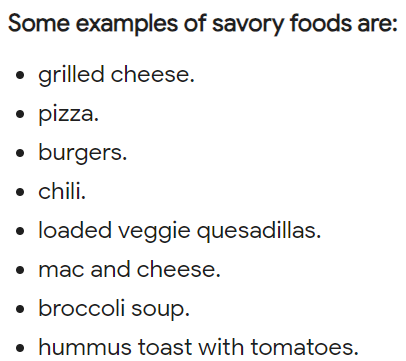 Some examples of savory foods are:
• grilled cheese.
• pizza.
• burgers.
• chili.
• loaded veggie quesadillas.
• mac and cheese.
• broccoli soup.
• hummus toast with tomatoes.